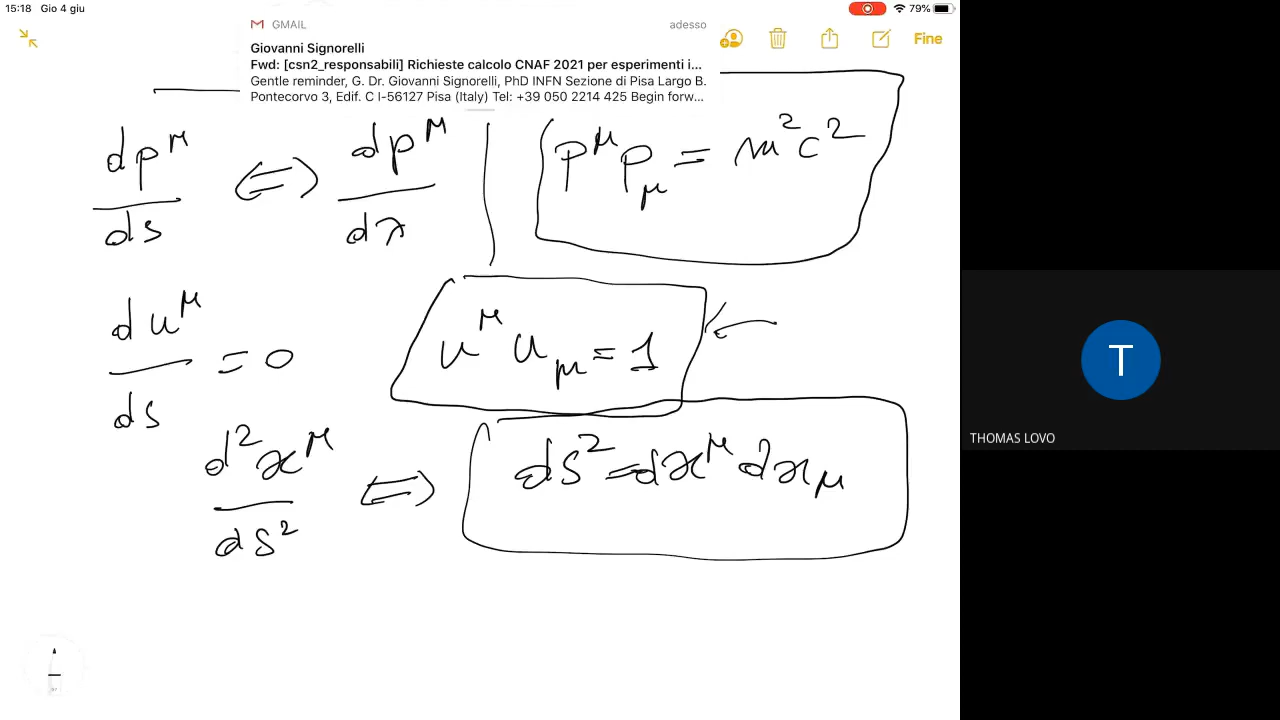 15:18 Gio 4 giu
79%
GMAIL
adesso
Giovanni Signorelli
Fwd: [csn2_responsabili] Richieste calcolo CNAF 2021 per esperimenti i...
Gentle reminder, G. Dr. Giovanni Signorelli, PhD INFN Sezione di Pisa Largo B.
Pontecorvo 3, Edif. C I-56127 Pisa (Italy) Tel: +39 050 2214 425 Begin forw...
Fine
dp^μ/ds ⇔ dp^μ/dλ
p^μ p_μ = m²c²
du^μ/ds = 0
u^μ u_μ = 1
d²x^μ/ds² ⇔ ds² = dx^μ dx_μ
T
THOMAS LOVO